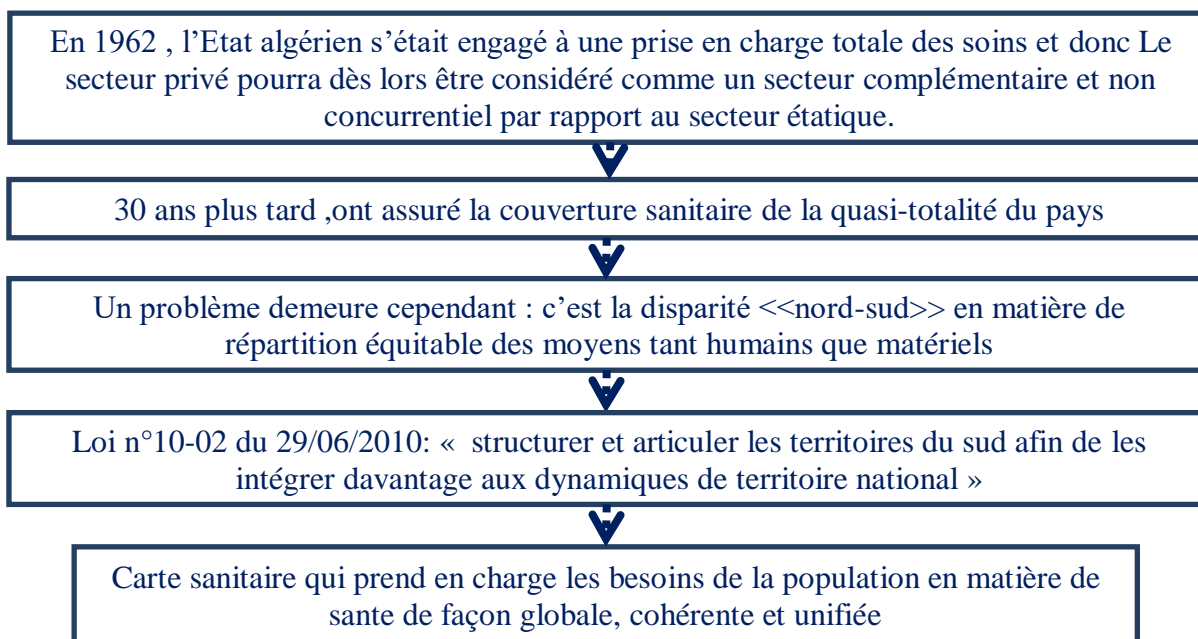 En 1962 , l’Etat algérien s’était engagé à une prise en charge totale des soins et donc Le
secteur privé pourra dès lors être considéré comme un secteur complémentaire et non
concurrentiel par rapport au secteur étatique.
30 ans plus tard ,ont assuré la couverture sanitaire de la quasi-totalité du pays
Un problème demeure cependant : c’est la disparité <<nord-sud>> en matière de
répartition équitable des moyens tant humains que matériels
Loi n°10-02 du 29/06/2010: «  structurer et articuler les territoires du sud afin de les
intégrer davantage aux dynamiques de territoire national »
Carte sanitaire qui prend en charge les besoins de la population en matière de
sante de façon globale, cohérente et unifiée